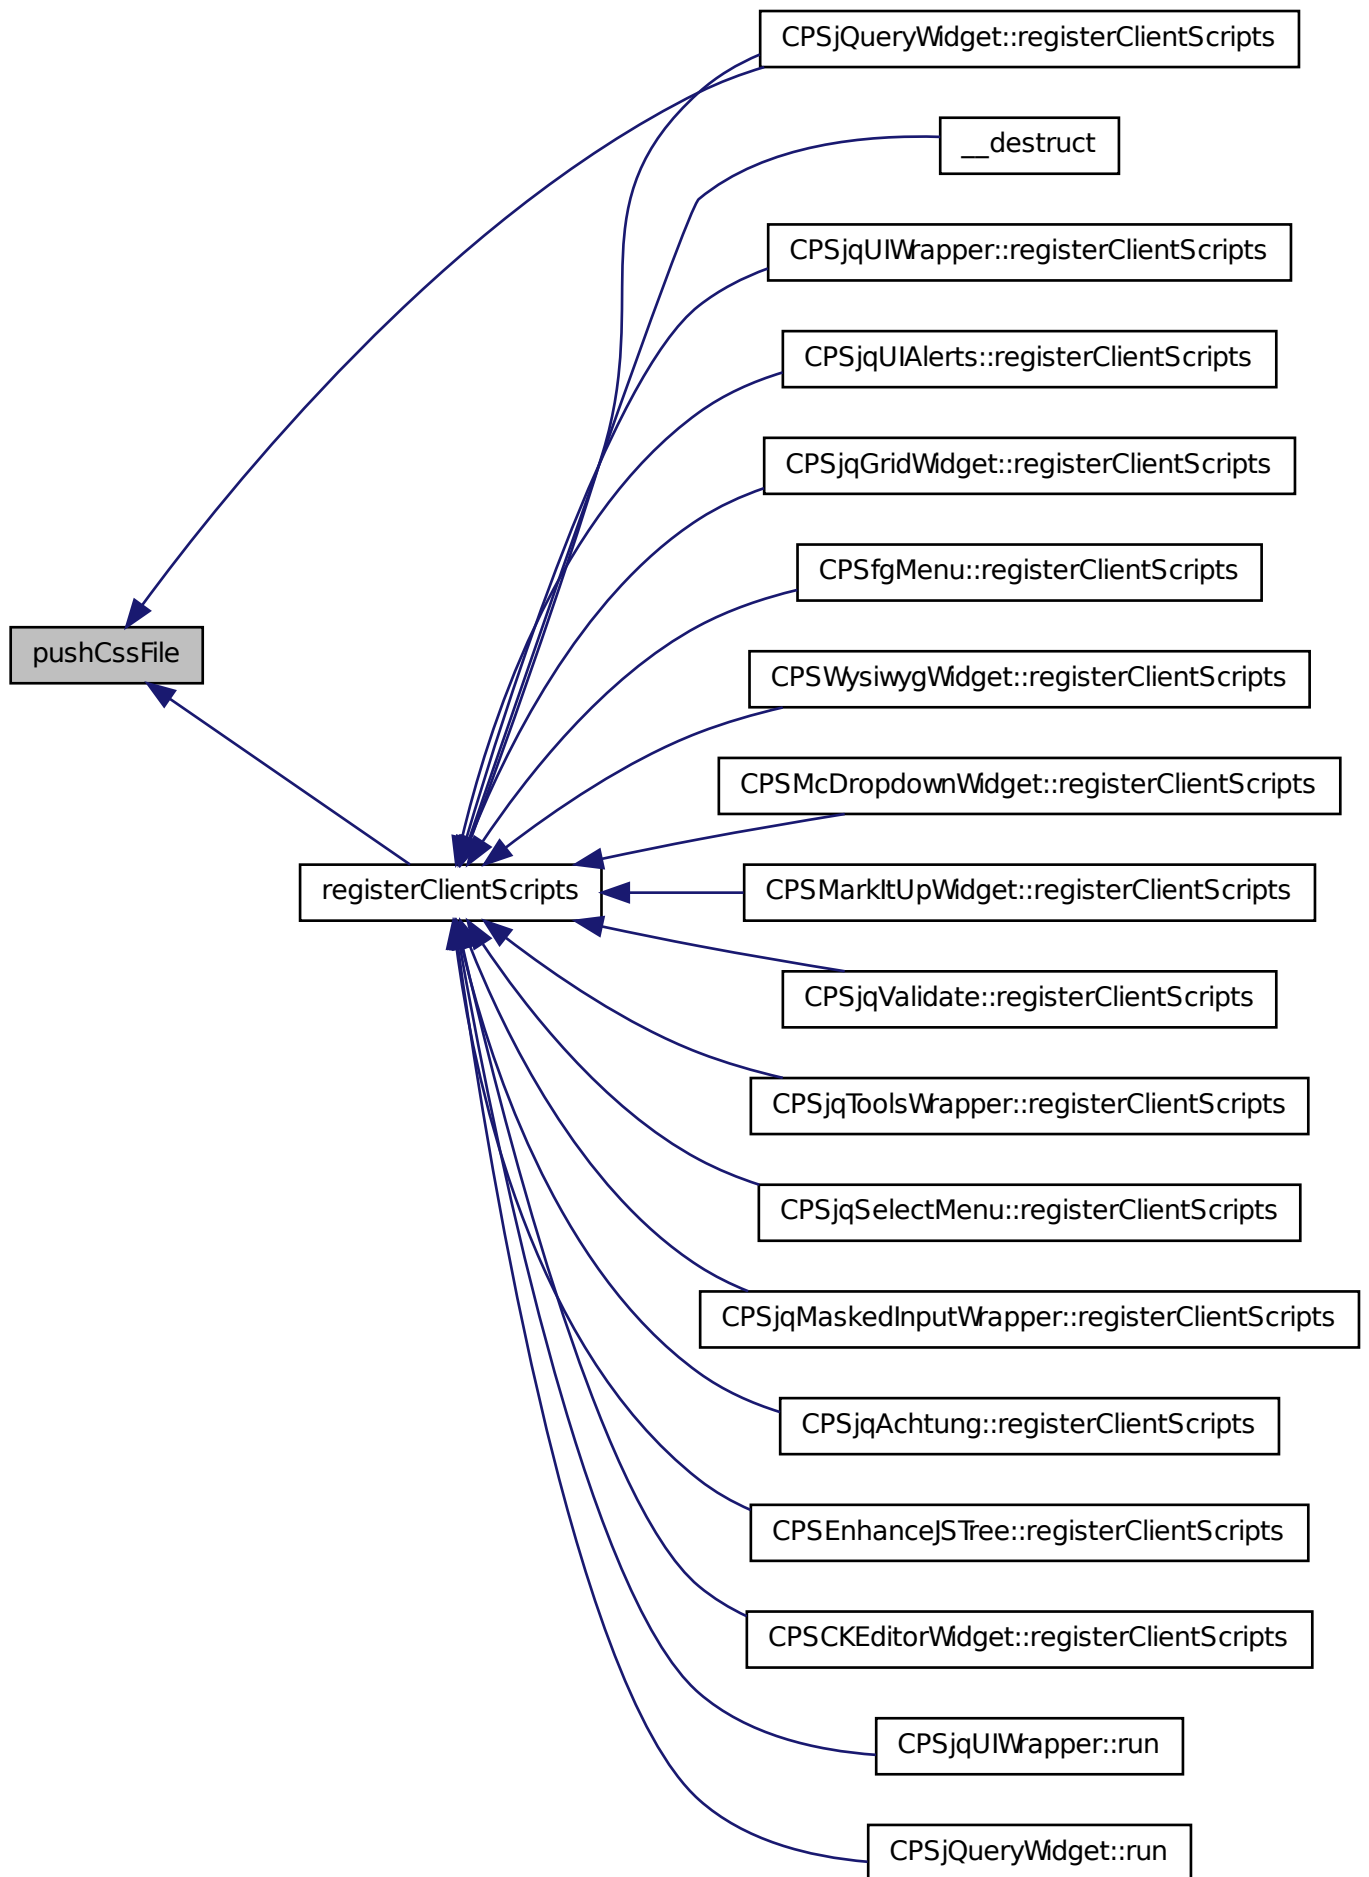 CPSjQueryWidget::registerClientScripts
__destruct
CPSjqUIWrapper::registerClientScripts
CPSjqUIAlerts::registerClientScripts
CPSjqGridWidget::registerClientScripts
CPSfgMenu::registerClientScripts
pushCssFile
CPSWysiwygWidget::registerClientScripts
CPSMcDropdownWidget::registerClientScripts
registerClientScripts
CPSMarkItUpWidget::registerClientScripts
CPSjqValidate::registerClientScripts
CPSjqToolsWrapper::registerClientScripts
CPSjqSelectMenu::registerClientScripts
CPSjqMaskedInputWrapper::registerClientScripts
CPSjqAchtung::registerClientScripts
CPSEnhanceJSTree::registerClientScripts
CPSCKEditorWidget::registerClientScripts
CPSjqUIWrapper::run
CPSjQueryWidget::run